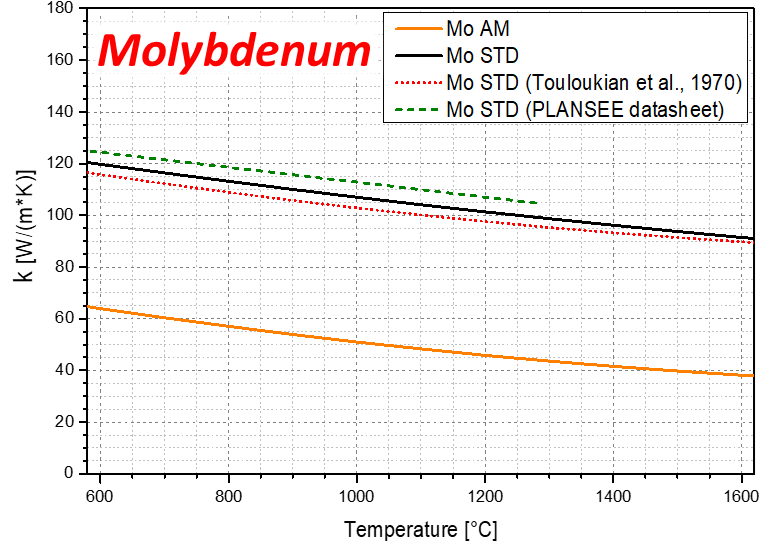 Molybdenum
Mo AM
Mo STD
Mo STD (Touloukian et al., 1970)
Mo STD (PLANSEE datasheet)
k [W/(m*K)]
180
160
140
120
100
80
60
40
20
0
600 800 1000 1200 1400 1600
Temperature [°C]